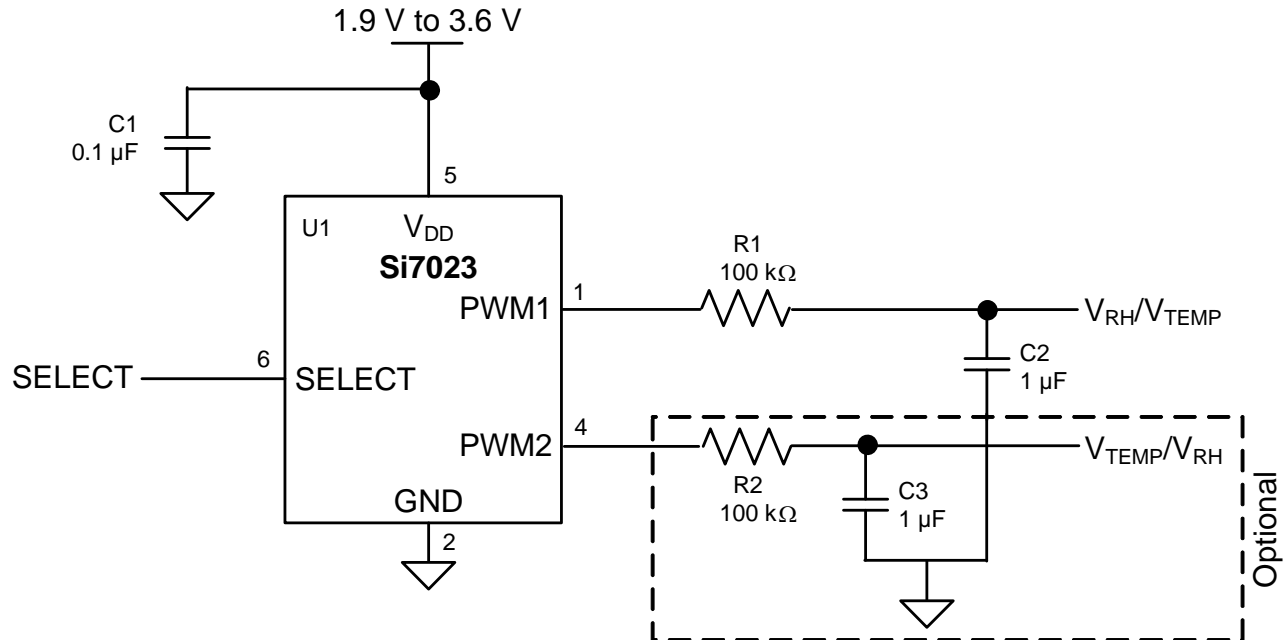 1.9 V to 3.6 V
C1
0.1 µF
5
U1
VDD
Si7023
R1
100 kΩ
PWM1
1
VRH/VTEMP
C2
1 µF
SELECT
6
SELECT
PWM2
4
VTEMP/VRH
R2
100 kΩ
C3
1 µF
GND
2
Optional